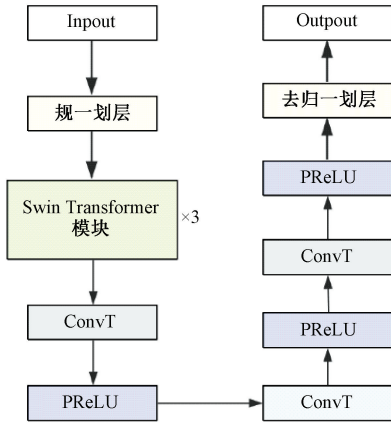 Inpout
规一划层
Swin Transformer
模块
×3
ConvT
PReLU
Outpout
去归一划层
PReLU
ConvT
PReLU
ConvT